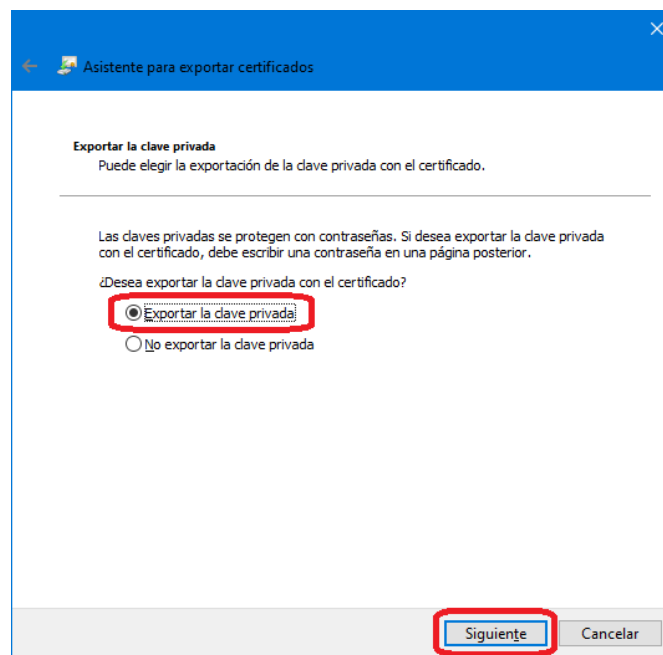 Asistente para exportar certificados
Exportar la clave privada
Puede elegir la exportación de la clave privada con el certificado.
Las claves privadas se protegen con contraseñas. Si desea exportar la clave privada
con el certificado, debe escribir una contraseña en una página posterior.
¿Desea exportar la clave privada con el certificado?
Exportar la clave privada
No exportar la clave privada
Siguiente
Cancelar